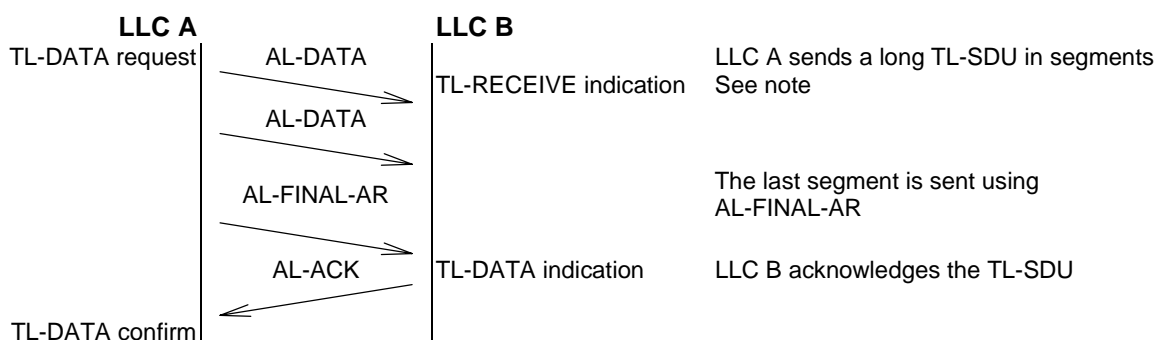 LLC A LLC B
TL-DATA request AL-DATA LLC A sends a long TL-SDU in segments
TL-RECEIVE indication See note
AL-DATA
The last segment is sent using
AL-FINAL-AR AL-FINAL-AR
AL-ACK TL-DATA indication LLC B acknowledges the TL-SDU
TL-DATA confirm